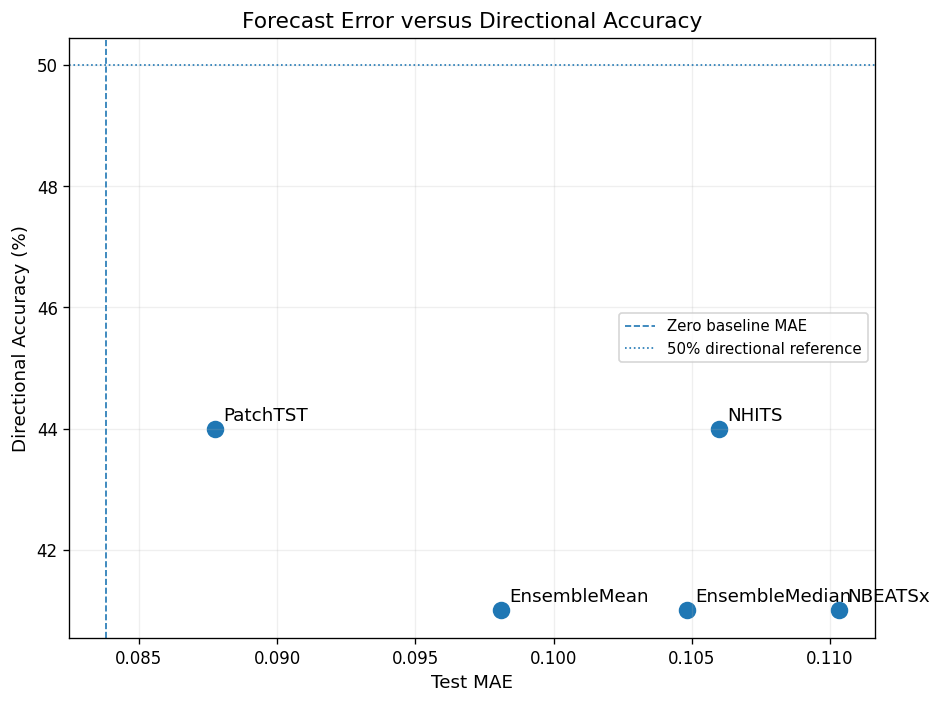 Forecast Error versus Directional Accuracy
Directional Accuracy (%)
50
48
46
44
42
Zero baseline MAE
50% directional reference
PatchTST
NHITS
EnsembleMean
EnsembleMedian
NBEATSx
0.085
0.090
0.095
0.100
0.105
0.110
Test MAE